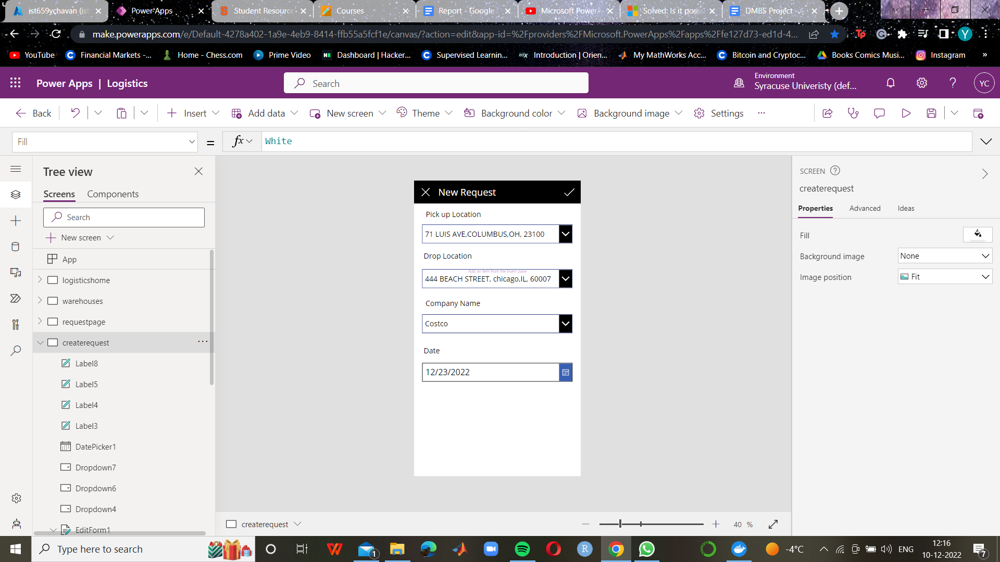 ist659ychavan (ist
Power Apps
Student Resource
Courses
Report - Google
Microsoft Power
Solved: Is it possi
DMBS Project -
make.powerapps.com/e/Default-4278a402-1a9e-4eb9-8414-ffb55a5fcf1e/canvas/?action=edit&app-id=%2Fproviders%2FMicrosoft.PowerApps%2Fapps%2Ffe127d73-ed1d-4...
YouTube
Financial Markets -...
Home - Chess.com
Prime Video
Dashboard | Hacker...
Supervised Learnin...
Introduction | Orien...
My MathWorks Acc...
Bitcoin and Cryptoc...
Books Comics Musi...
Instagram
»
Power Apps | Logistics
Search
Environment
Syracuse Univeristy (def...
YC
Back
Insert
Add data
New screen
Theme
Background color
Background image
Settings
...
Fill
=
fx
White
Tree view
Screens
Components
Search
New screen
App
logisticshome
warehouses
requestpage
createrequest
...
Label8
Label5
Label4
Label3
DatePicker1
Dropdown7
Dropdown6
Dropdown4
EditForm1
New Request
Pick up Location
71 LUIS AVE,COLUMBUS,OH, 23100
Drop Location
Add an item from the Insert pane
444 BEACH STREET, chicago,IL, 60007
Company Name
Costco
Date
12/23/2022
createrequest
40 %
SCREEN
createrequest
Properties
Advanced
Ideas
Fill
Background image
None
Image position
Fit
Type here to search
1
-4°C
ENG
12:16
10-12-2022
7